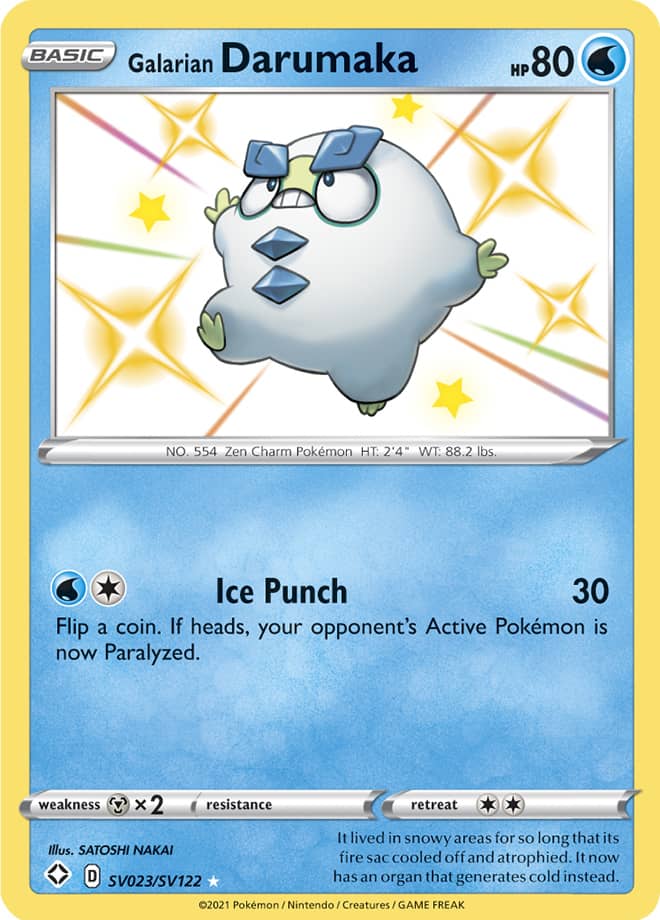 BASIC Galarian Darumaka HP 80
NO. 554 Zen Charm Pokémon HT: 2'4" WT: 88.2 lbs.
Ice Punch 30
Flip a coin. If heads, your opponent's Active Pokémon is
now Paralyzed.
weakness ×2 resistance retreat
Illus. SATOSHI NAKAI
D SV023/SV122
It lived in snowy areas for so long that its
fire sac cooled off and atrophied. It now
has an organ that generates cold instead.
©2021 Pokémon / Nintendo / Creatures / GAME FREAK